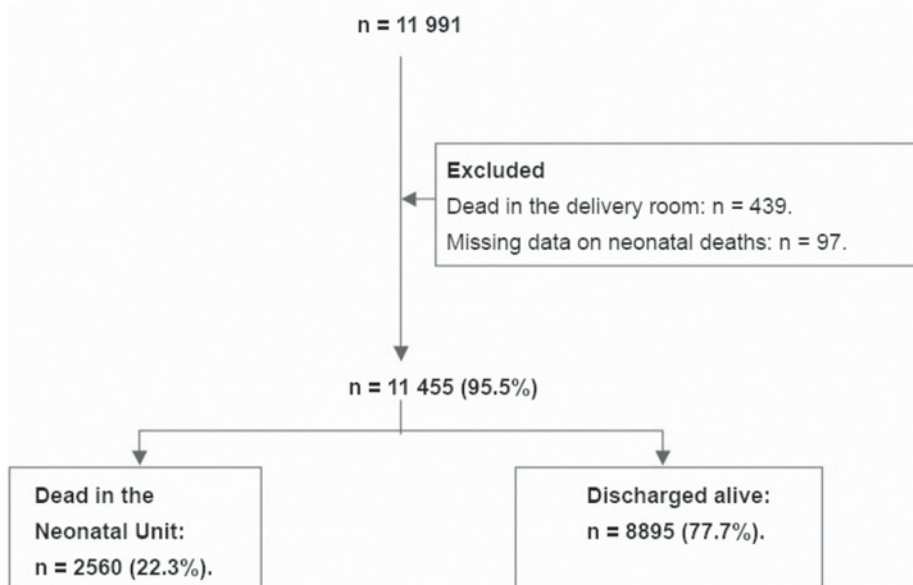 n = 11 991
Excluded
Dead in the delivery room: n = 439.
Missing data on neonatal deaths: n = 97.
n = 11 455 (95.5%)
Dead in the
Neonatal Unit:
n = 2560 (22.3%).
Discharged alive:
n = 8895 (77.7%).